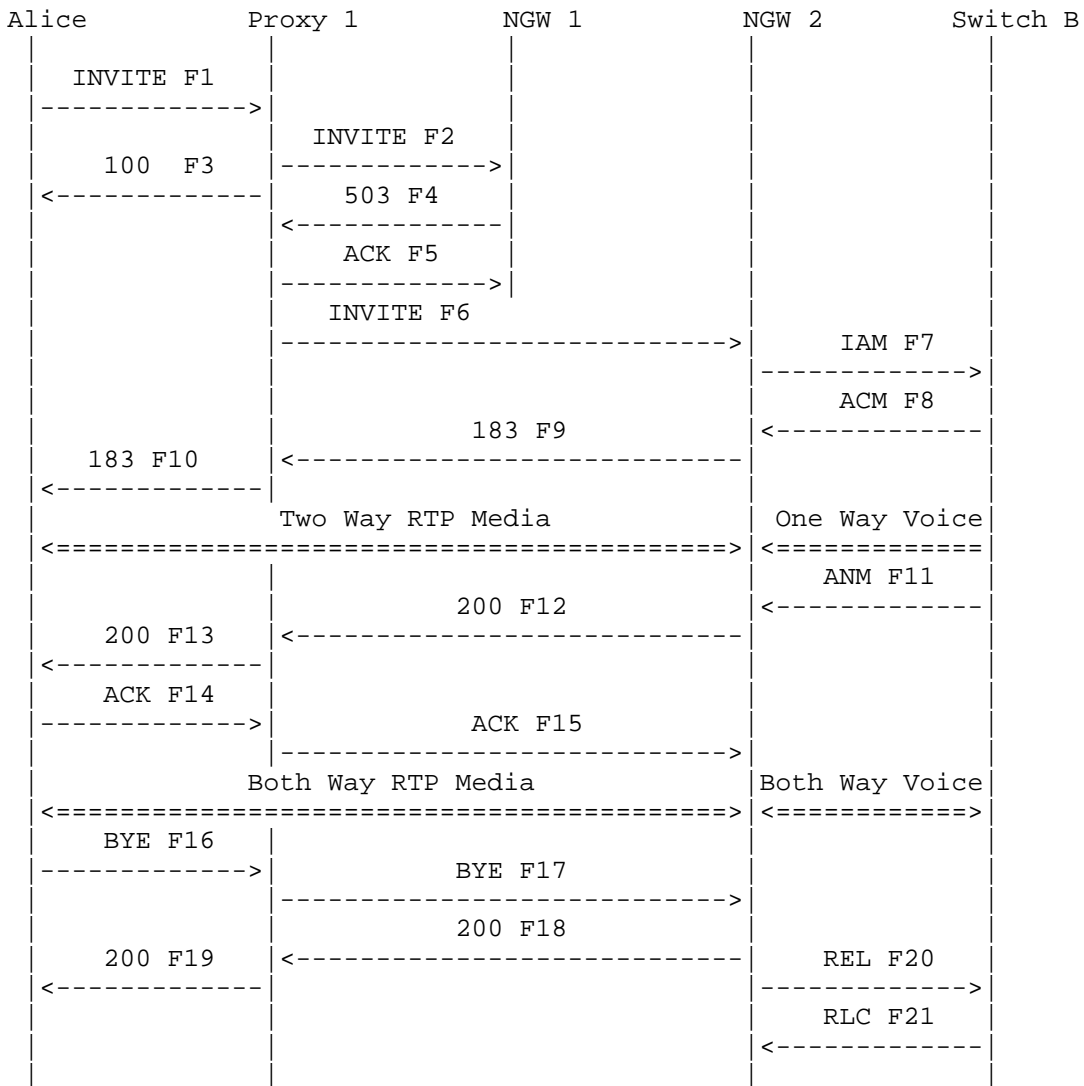 Alice Proxy 1 NGW 1 NGW 2 Switch B
INVITE F1
INVITE F2
100 F3
503 F4
ACK F5
INVITE F6
IAM F7
ACM F8
183 F9
183 F10
Two Way RTP Media One Way Voice
ANM F11
200 F12
200 F13
ACK F14
ACK F15
Both Way RTP Media Both Way Voice
BYE F16
BYE F17
200 F18
200 F19 REL F20
RLC F21